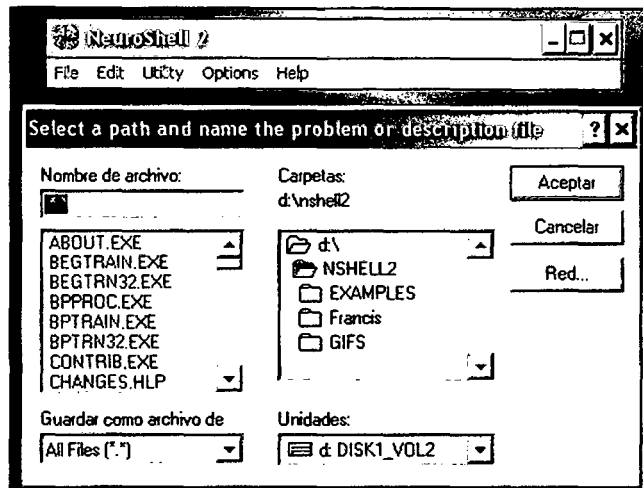 NeuroShell 2
File Edit Utility Options Help
Select a path and name the problem or description file
Nombre de archivo:
*.*
ABOUT.EXE
BEGTRAIN.EXE
BEGTRN32.EXE
BPPROC.EXE
BPTRAIN.EXE
BPTRN32.EXE
CONTRIB.EXE
CHANGES.HLP
Guardar como archivo de
All Files (*.*)
Carpetas:
d:\nshell2
d:\
NSHELL2
EXAMPLES
Francis
GIFS
Unidades:
d: DISK1_VOL2
Aceptar
Cancelar
Red...